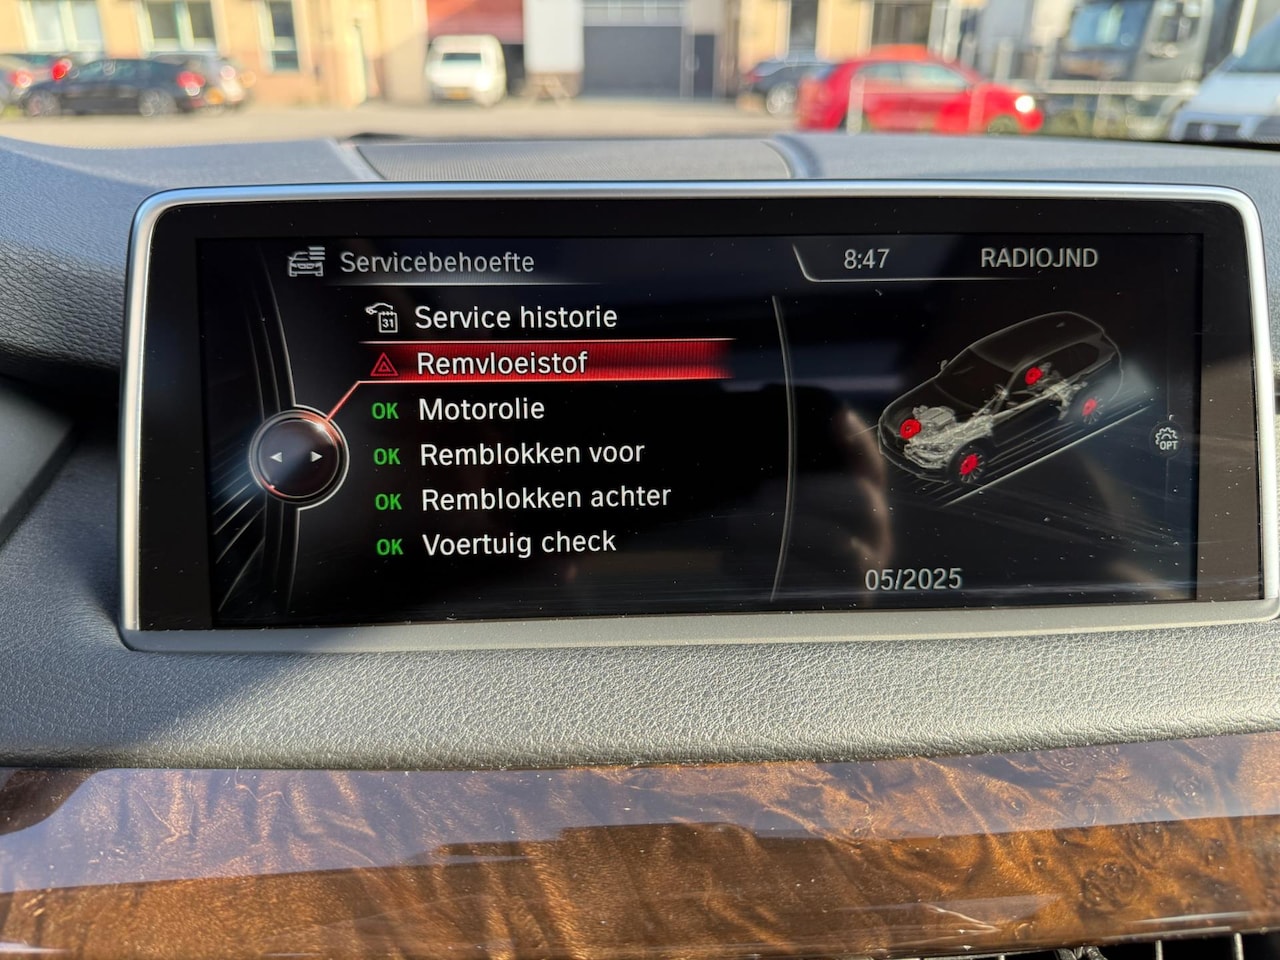 Servicebehoefte
8:47
RADIOJND
31
Service historie
Remvloeistof
OK Motorolie
OK Remblokken voor
OK Remblokken achter
OK Voertuig check
OPT
05/2025